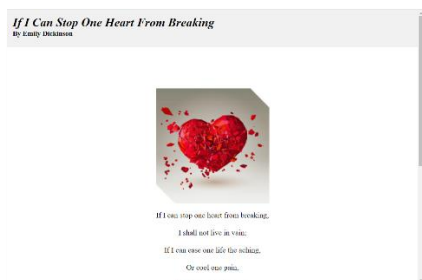 If I Can Stop One Heart From Breaking
By Emily Dickinson
If I can stop one heart from breaking,
I shall not live in vain;
If I can ease one life the aching,
Or cool one pain,